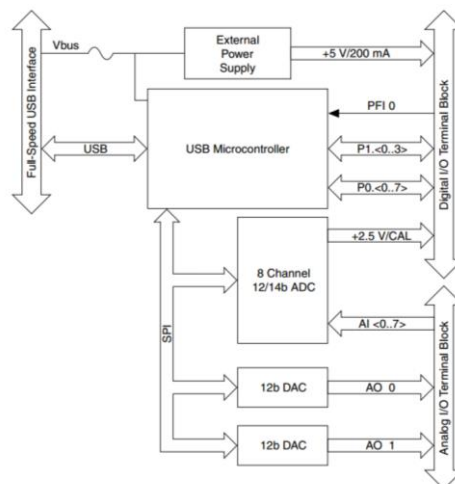 Vbus
External
Power
Supply
+5 V/200 mA
Full-Speed USB Interface
PFI 0
USB
USB Microcontroller
P1.<0..3>
P0.<0..7>
Digital I/O Terminal Block
+2.5 V/CAL
8 Channel
12/14b ADC
AI <0..7>
SPI
12b DAC
AO 0
12b DAC
AO 1
Analog I/O Terminal Block